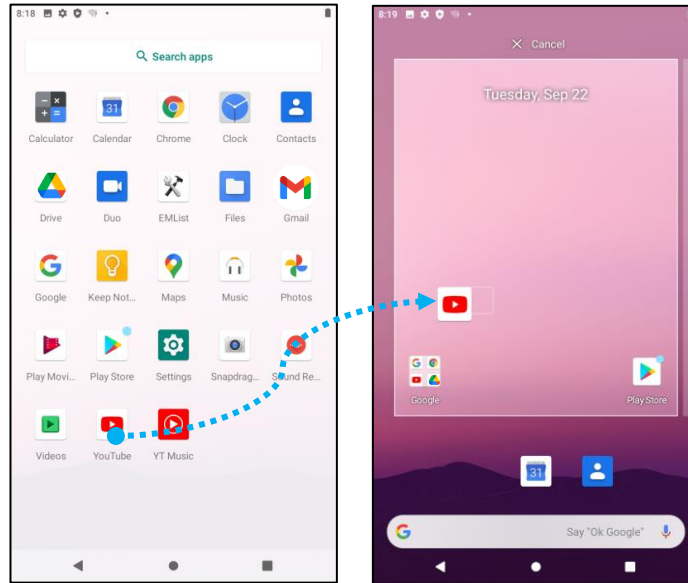 8:18
Search apps
31
Calculator Calendar Chrome Clock Contacts
Drive Duo EMList Files Gmail
Google Keep Not... Maps Music Photos
Play Movi... Play Store Settings Snapdrag... Sound Re...
Videos YouTube YT Music
8:19
Cancel
Tuesday, Sep 22
Google Play Store
31
Say "Ok Google"